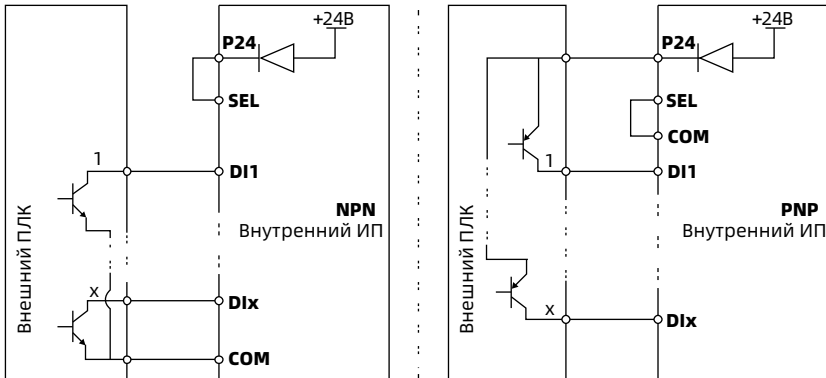 +24В
P24
SEL
1
DI1
Внешний ПЛК
NPN
Внутренний ИП
x
DIx
COM
+24В
P24
SEL
COM
1
DI1
Внешний ПЛК
PNP
Внутренний ИП
x
DIx